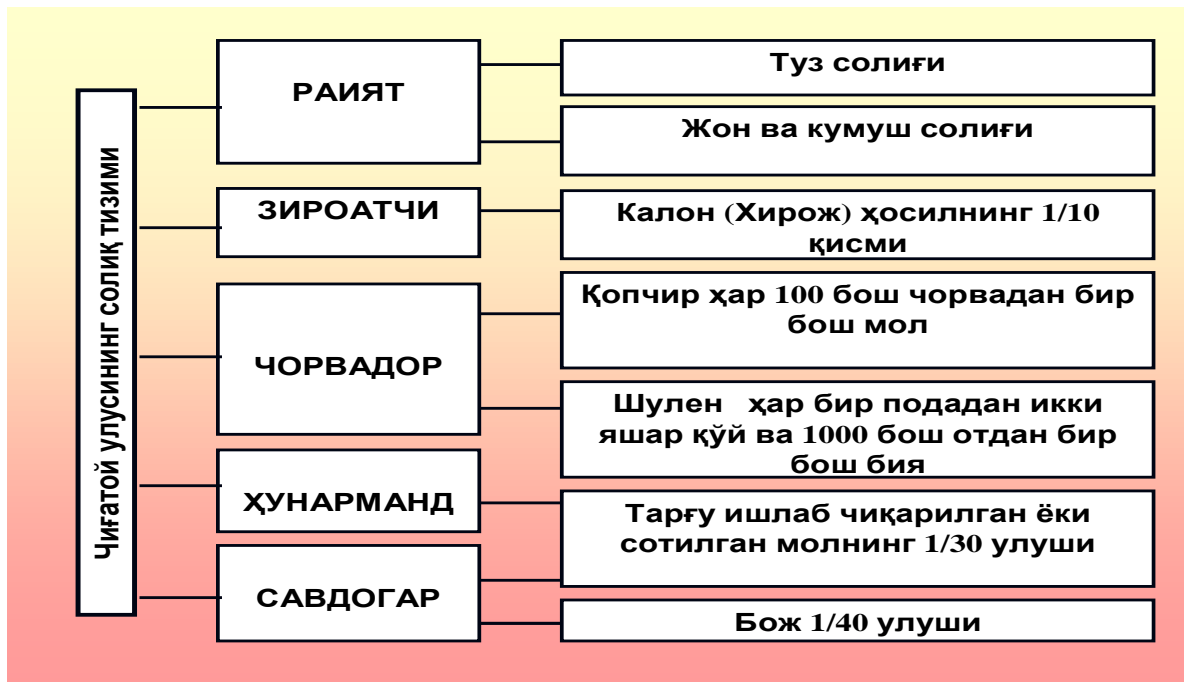 Чиғатой улусининг солиқ тизими
РАИЯТ
Туз солиғи
Жон ва кумуш солиғи
ЗИРОАТЧИ
Калон (Хирож) ҳосилнинг 1/10
қисми
ЧОРВАДОР
Қопчир ҳар 100 бош чорвадан бир
бош мол
Шулен ҳар бир подадан икки
яшар қўй ва 1000 бош отдан бир
бош бия
ҲУНАРМАНД
Тарғу ишлаб чиқарилган ёки
сотилган молнинг 1/30 улуши
САВДОГАР
Бож 1/40 улуши